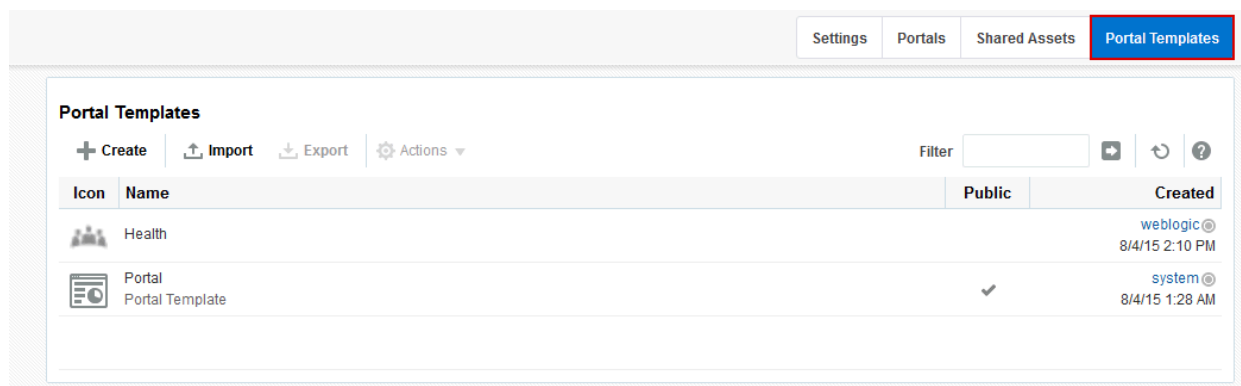 Settings Portals Shared Assets Portal Templates
Portal Templates
Create Import Export Actions Filter
Icon Name Public Created
Health weblogic
8/4/15 2:10 PM
Portal system
Portal Template 8/4/15 1:28 AM